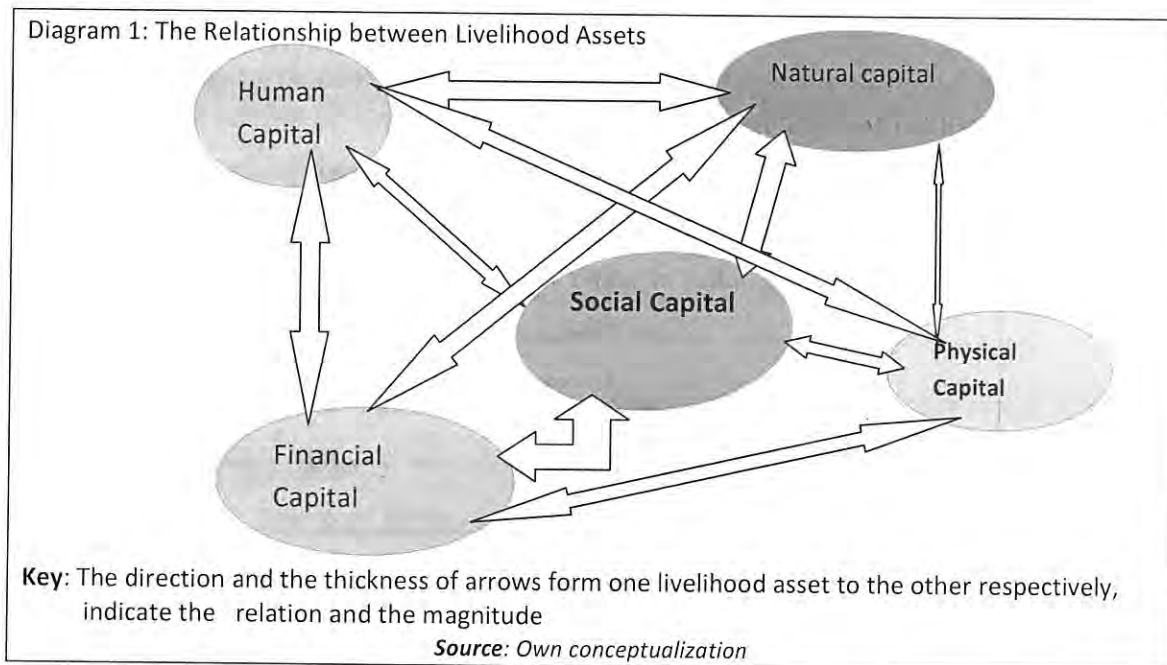 Diagram 1: The Relationship between Livelihood Assets
Human
Capital
Natural capital
Social Capital
Physical
Capital
Financial
Capital
Key: The direction and the thickness of arrows form one livelihood asset to the other respectively,
indicate the relation and the magnitude
Source: Own conceptualization